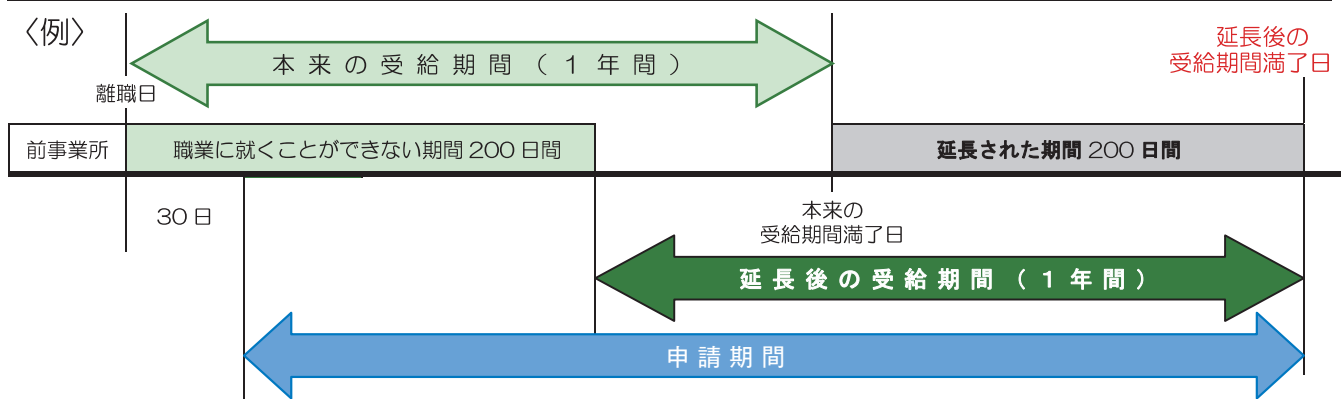 〈例〉
本来の受給期間（１年間）
延長後の
受給期間満了日
離職日
前事業所
職業に就くことができない期間 200 日間
延長された期間 200 日間
30 日
本来の
受給期間満了日
延長後の受給期間（１年間）
申請期間